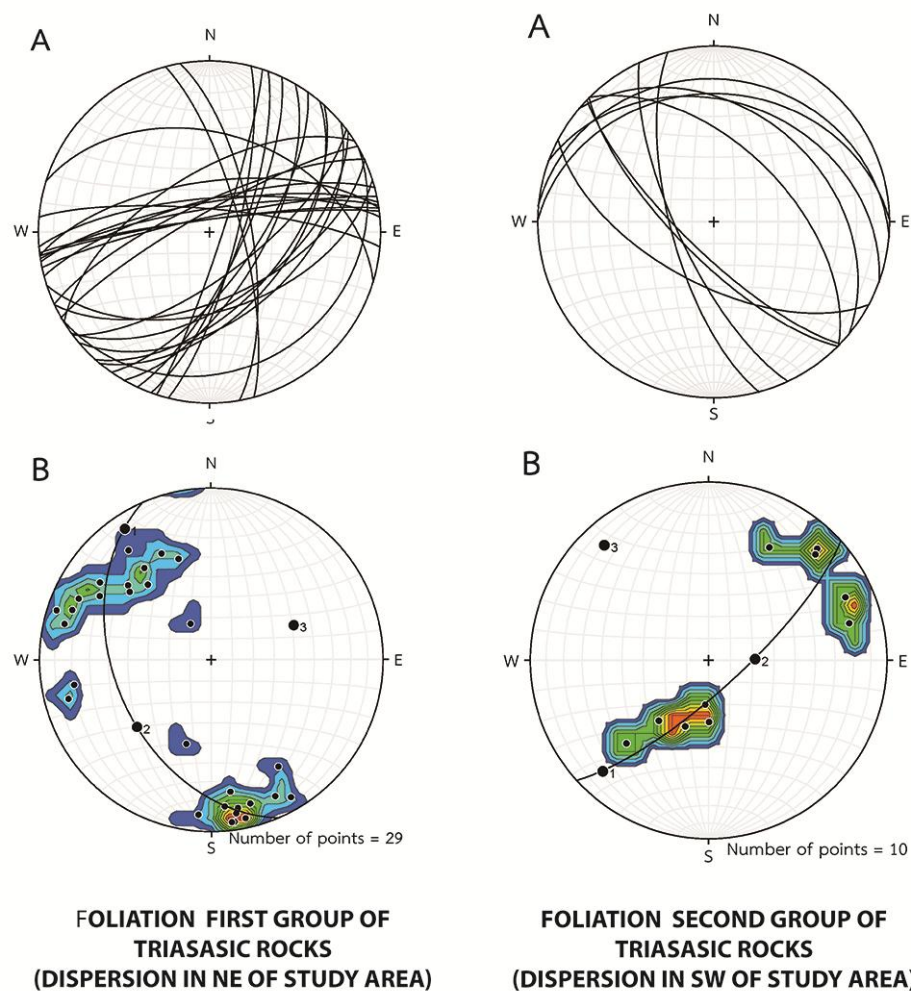 A
N
W
E
S
A
N
W
E
S
B
N
1
3
W
E
2
S
Number of points = 29
B
N
3
W
E
2
1
S
Number of points = 10
FOLIATION FIRST GROUP OF
TRIASASIC ROCKS
(DISPERSION IN NE OF STUDY AREA)
FOLIATION SECOND GROUP OF
TRIASASIC ROCKS
(DISPERSION IN SW OF STUDY AREA)